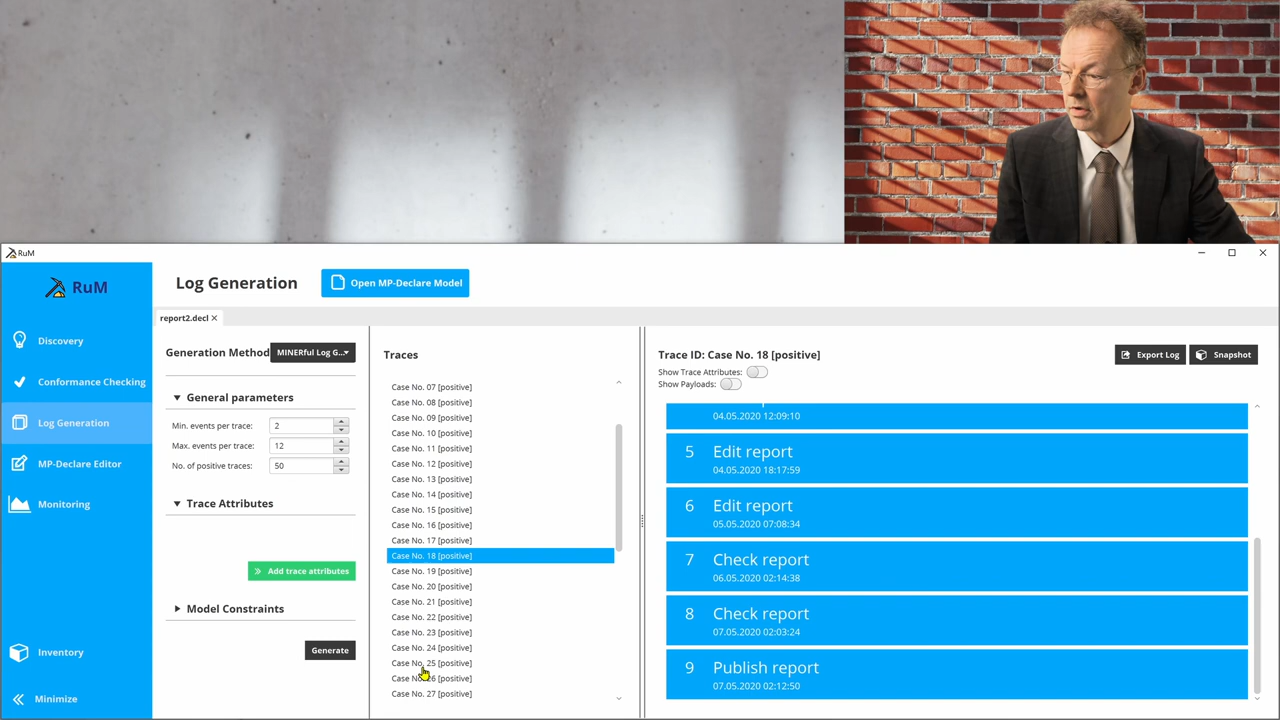 RuM
RuM
Log Generation
Open MP-Declare Model
report2.decl
Discovery
Conformance Checking
Log Generation
MP-Declare Editor
Monitoring
Inventory
Minimize
Generation Method
MINERful Log G...
General parameters
Min. events per trace: 2
Max. events per trace: 12
No. of positive traces: 50
Trace Attributes
Add trace attributes
Model Constraints
Generate
Traces
Case No. 07 [positive]
Case No. 08 [positive]
Case No. 09 [positive]
Case No. 10 [positive]
Case No. 11 [positive]
Case No. 12 [positive]
Case No. 13 [positive]
Case No. 14 [positive]
Case No. 15 [positive]
Case No. 16 [positive]
Case No. 17 [positive]
Case No. 18 [positive]
Case No. 19 [positive]
Case No. 20 [positive]
Case No. 21 [positive]
Case No. 22 [positive]
Case No. 23 [positive]
Case No. 24 [positive]
Case No. 25 [positive]
Case No. 26 [positive]
Case No. 27 [positive]
Trace ID: Case No. 18 [positive]
Show Trace Attributes:
Show Payloads:
Export Log
Snapshot
04.05.2020 12:09:10
5 Edit report
04.05.2020 18:17:59
6 Edit report
05.05.2020 07:08:34
7 Check report
06.05.2020 02:14:38
8 Check report
07.05.2020 02:03:24
9 Publish report
07.05.2020 02:12:50